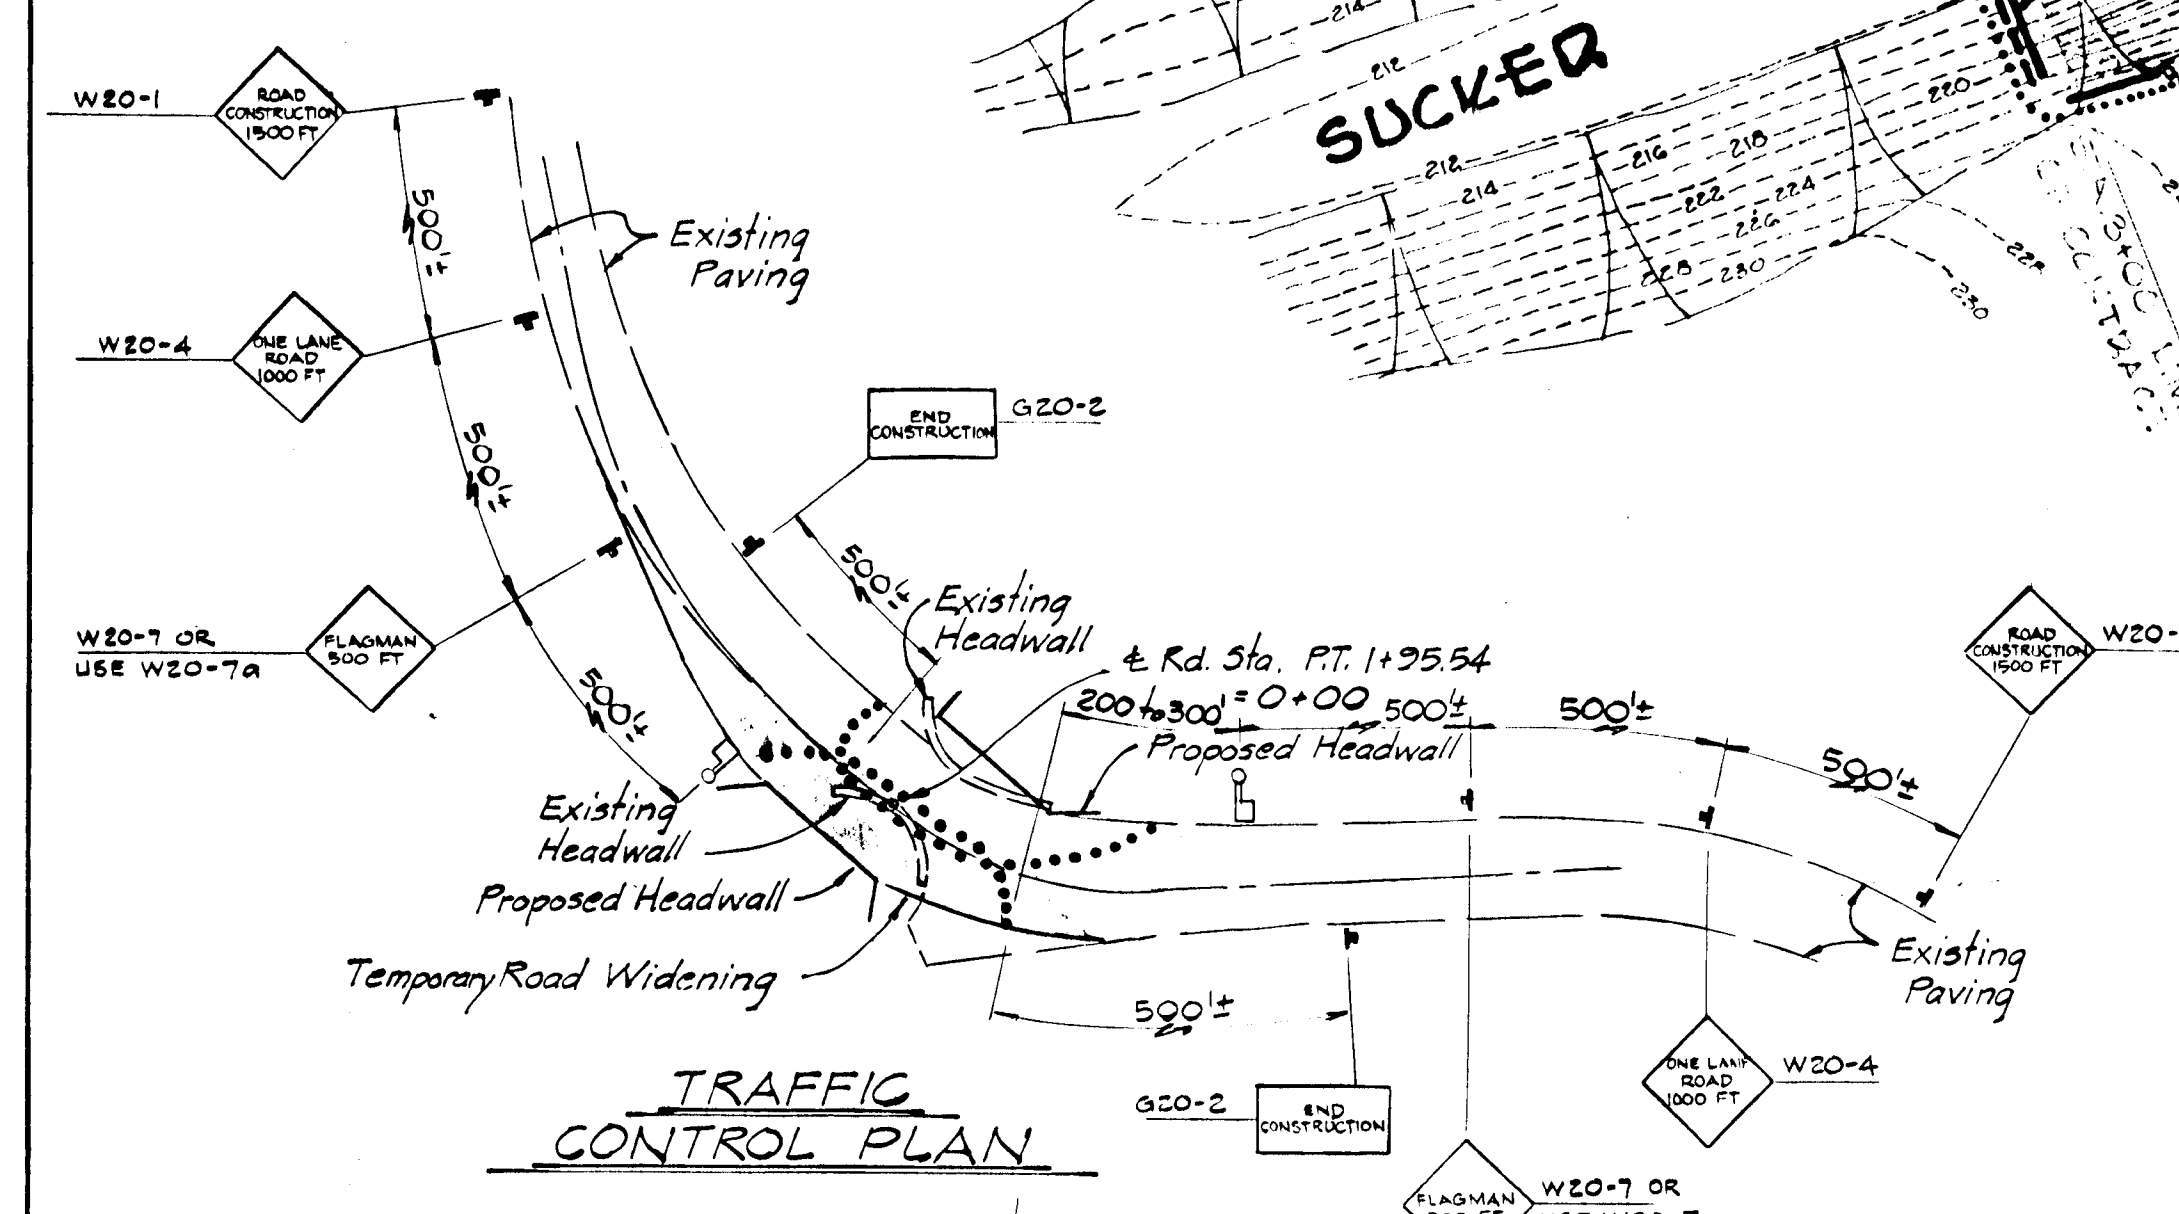 W20-1
ROAD
CONSTRUCTION
1500 FT
500'±
Existing
Paving
W20-4
ONE LANE
ROAD
1000 FT
500'±
END
CONSTRUCTION
G20-2
W20-7 OR
USE W20-7a
FLAGMAN
500 FT
500'±
500'±
Existing
Headwall
℄ Rd. Sta. P.T. 1+95.54
= 0+00
200 to 300'
500'±
500'±
500'±
Proposed Headwall
ROAD
CONSTRUCTION
1500 FT
W20-
Existing
Headwall
Proposed Headwall
Temporary Road Widening
500'±
Existing
Paving
TRAFFIC
CONTROL PLAN
G20-2
END
CONSTRUCTION
ONE LANE
ROAD
1000 FT
W20-4
FLAGMAN
W20-7 OR
SUCKER
214
212
212
214
216
218
220
222
224
226
228
230
228
230
3+00